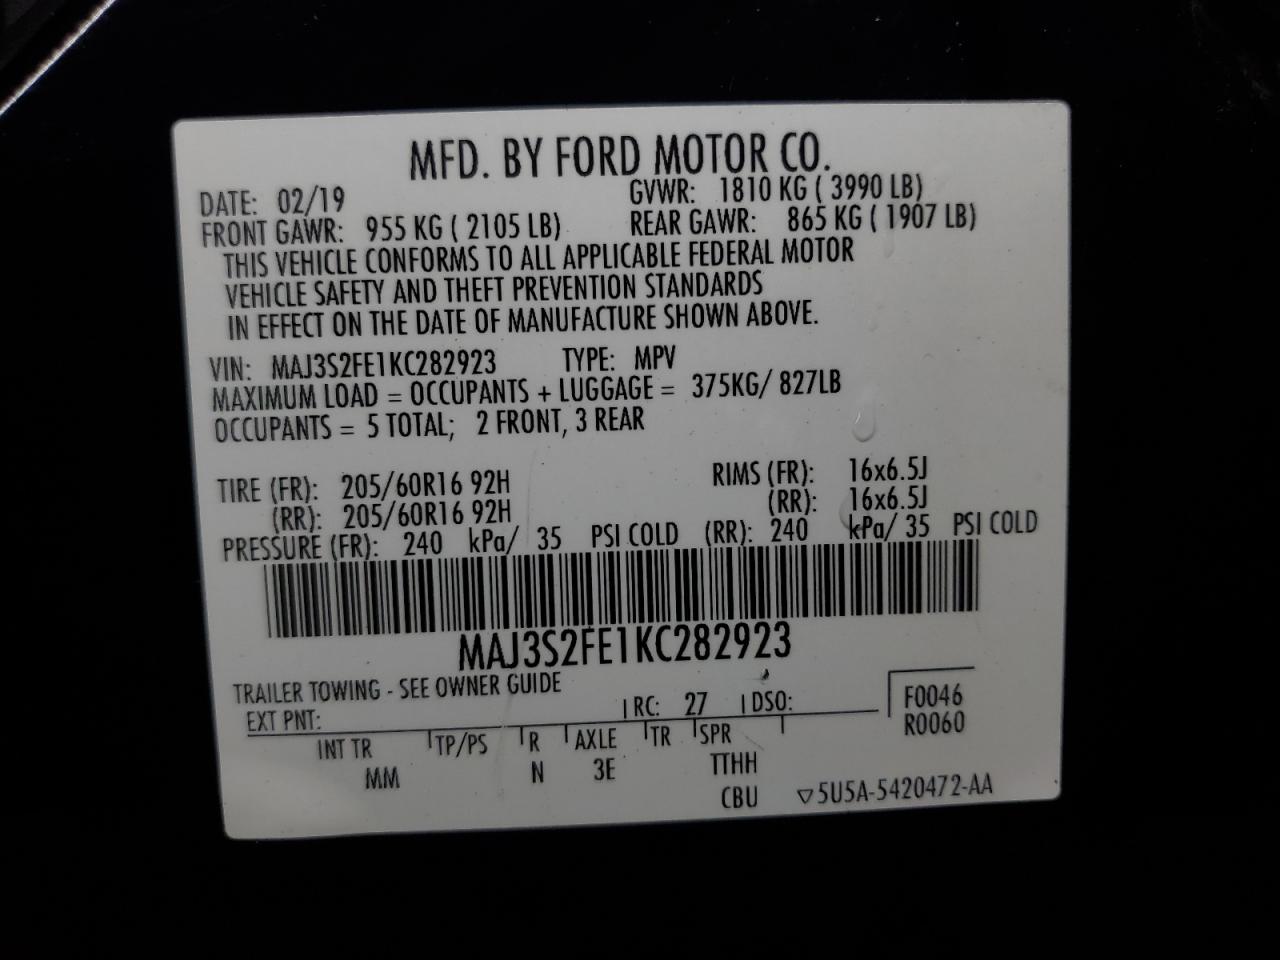 MFD. BY FORD MOTOR CO.
DATE: 02/19 GVWR: 1810 KG ( 3990 LB)
FRONT GAWR: 955 KG ( 2105 LB) REAR GAWR: 865 KG ( 1907 LB)
THIS VEHICLE CONFORMS TO ALL APPLICABLE FEDERAL MOTOR
VEHICLE SAFETY AND THEFT PREVENTION STANDARDS
IN EFFECT ON THE DATE OF MANUFACTURE SHOWN ABOVE.
VIN: MAJ3S2FE1KC282923 TYPE: MPV
MAXIMUM LOAD = OCCUPANTS + LUGGAGE = 375KG/ 827LB
OCCUPANTS = 5 TOTAL; 2 FRONT, 3 REAR
TIRE (FR): 205/60R16 92H RIMS (FR): 16x6.5J
(RR): 205/60R16 92H (RR): 16x6.5J
PRESSURE (FR): 240 kPa/ 35 PSI COLD (RR): 240 kPa/ 35 PSI COLD
MAJ3S2FE1KC282923
TRAILER TOWING - SEE OWNER GUIDE
EXT PNT: RC: 27 DSO: F0046
R0060
INT TR TP/PS R AXLE TR SPR
MM N 3E TTHH
CBU ▽5U5A-5420472-AA